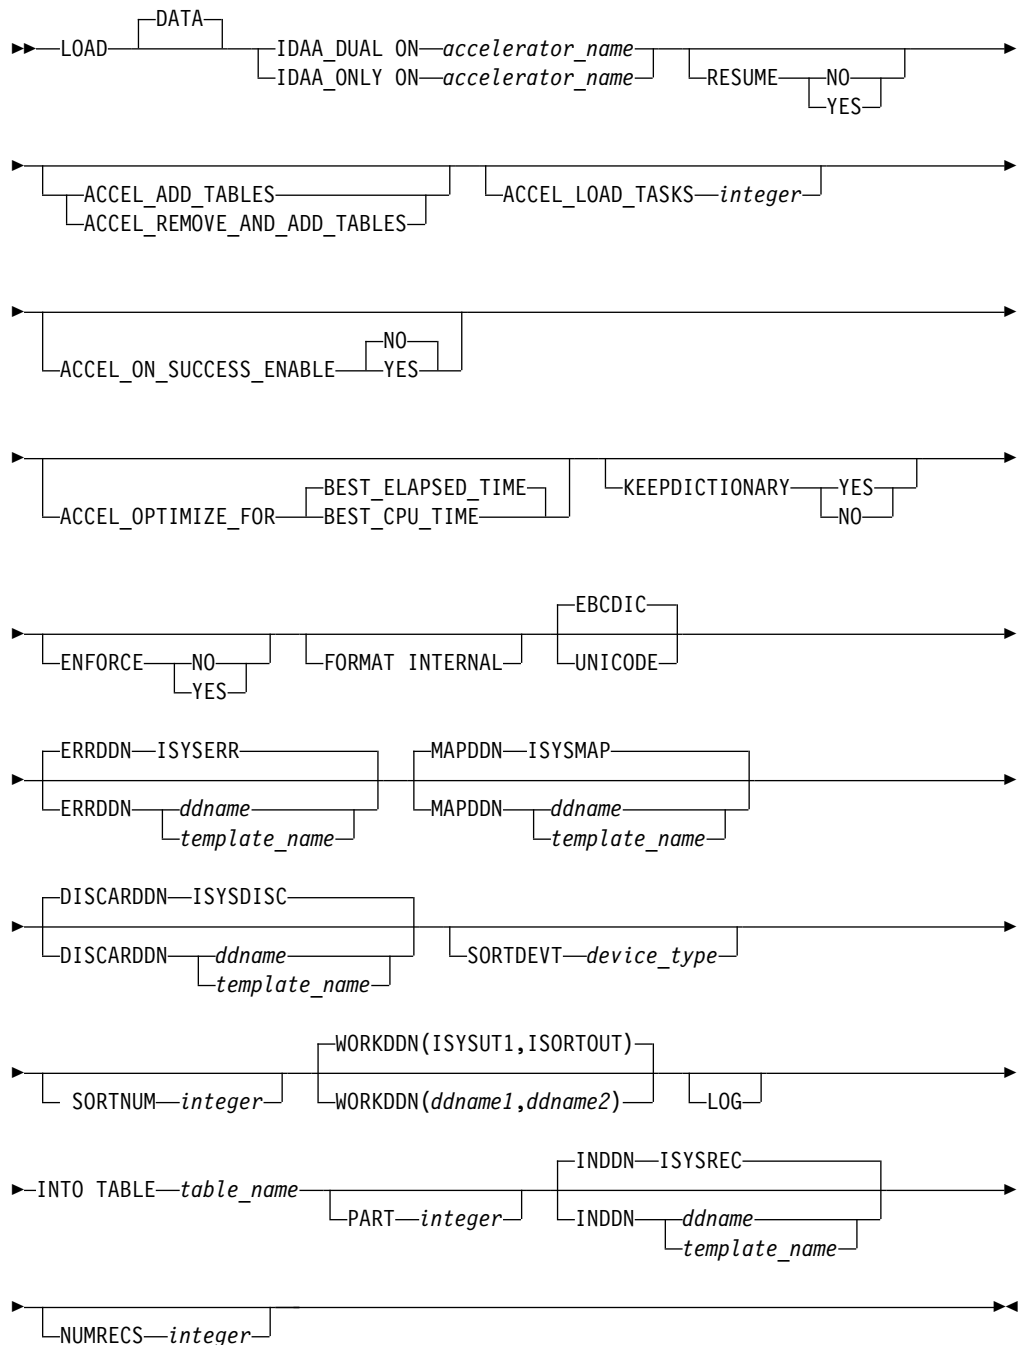 DATA
LOAD IDAA_DUAL ON accelerator_name
IDAA_ONLY ON accelerator_name RESUME NO
YES
ACCEL_ADD_TABLES
ACCEL_REMOVE_AND_ADD_TABLES ACCEL_LOAD_TASKS integer
NO
ACCEL_ON_SUCCESS_ENABLE YES
BEST_ELAPSED_TIME
ACCEL_OPTIMIZE_FOR BEST_CPU_TIME KEEPDICTIONARY YES
NO
EBCDIC
ENFORCE NO FORMAT INTERNAL UNICODE
YES
ERRDDN ISYSERR MAPDDN ISYSMAP
ERRDDN ddname MAPDDN ddname
template_name template_name
DISCARDDN ISYSDISC
DISCARDDN ddname SORTDEVT device_type
template_name
WORKDDN(ISYSUT1,ISORTOUT)
SORTNUM integer WORKDDN(ddname1,ddname2) LOG
INDDN ISYSREC
INTO TABLE table_name PART integer INDDN ddname
template_name
NUMRECS integer